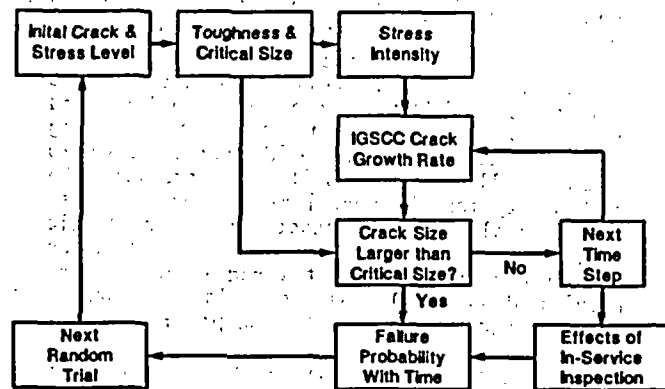 Inital Crack &
Stress Level
Toughness &
Critical Size
Stress
Intensity
IGSCC Crack
Growth Rate
Crack Size
Larger than
Critical Size?
No
Next
Time
Step
Yes
Next
Random
Trial
Failure
Probability
With Time
Effects of
In-Service
Inspection